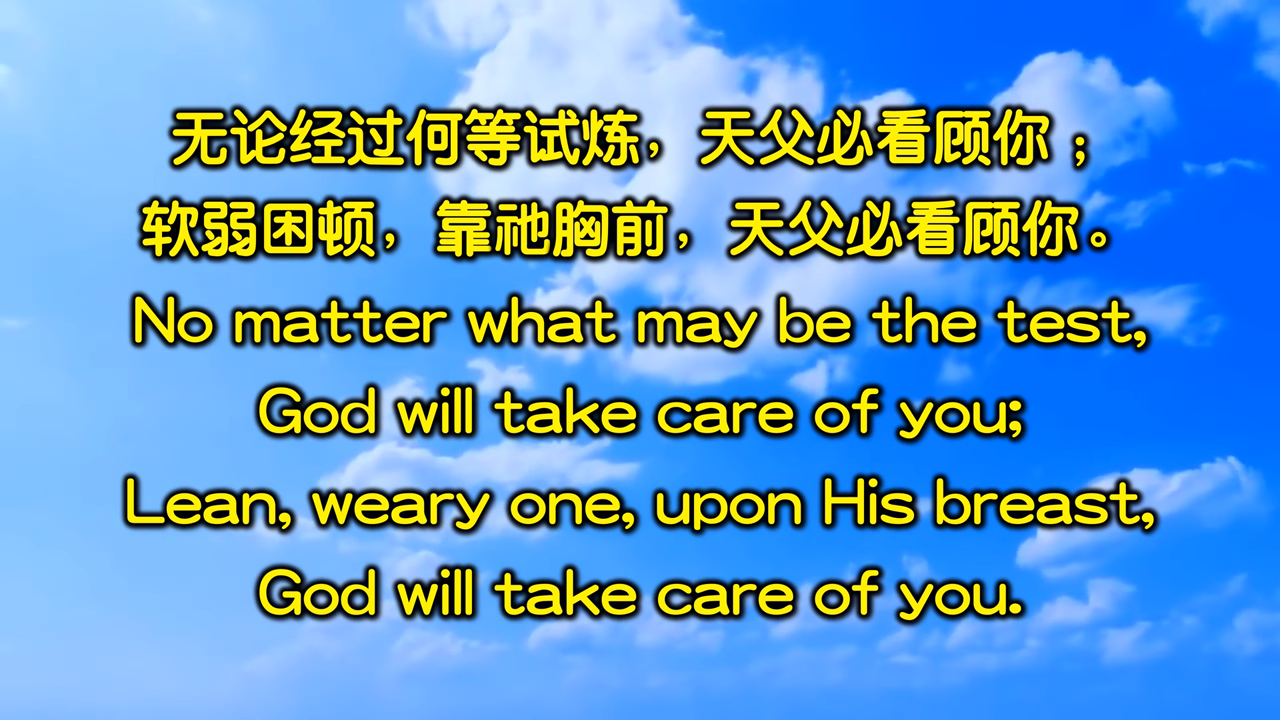 无论经过何等试炼，天父必看顾你；
软弱困顿，靠祂胸前，天父必看顾你。
No matter what may be the test,
God will take care of you;
Lean, weary one, upon His breast,
God will take care of you.